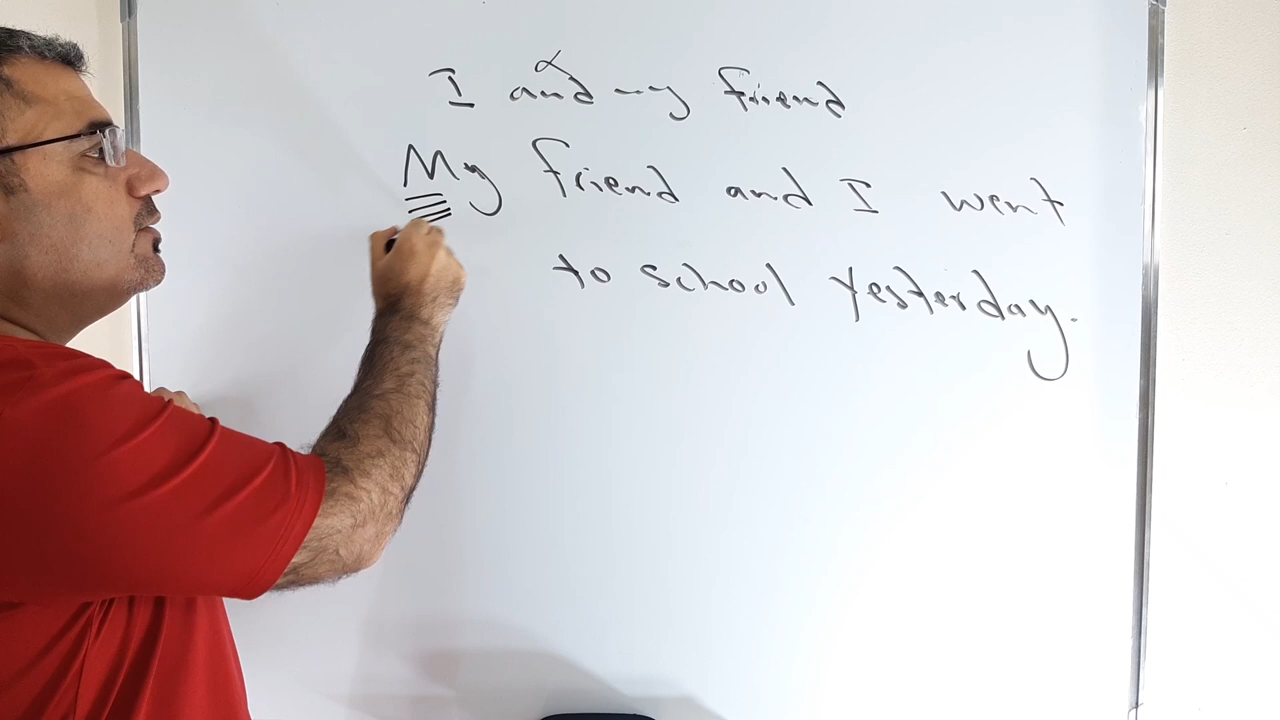 I and my friend
My friend and I went
to school yesterday.